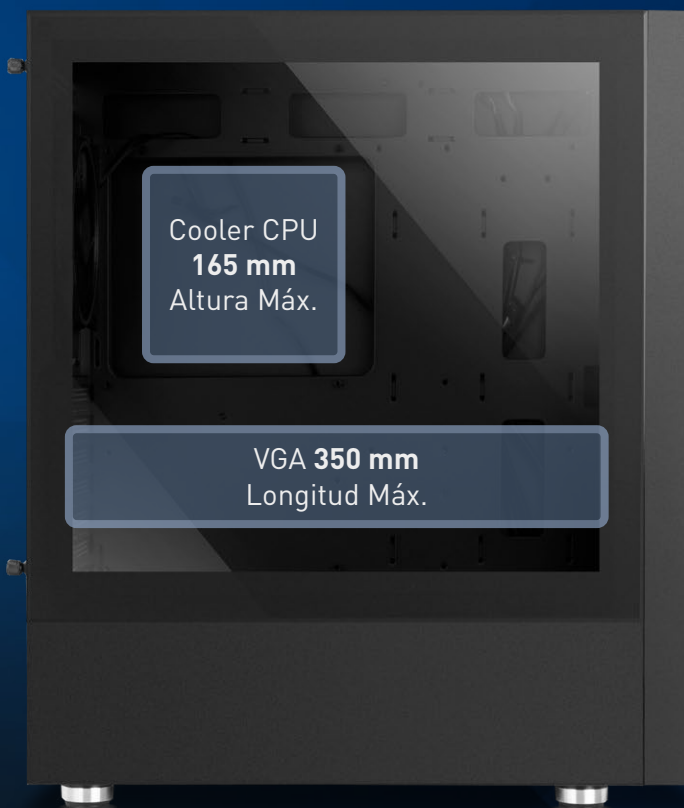 Cooler CPU
165 mm
Altura Máx.
VGA 350 mm
Longitud Máx.